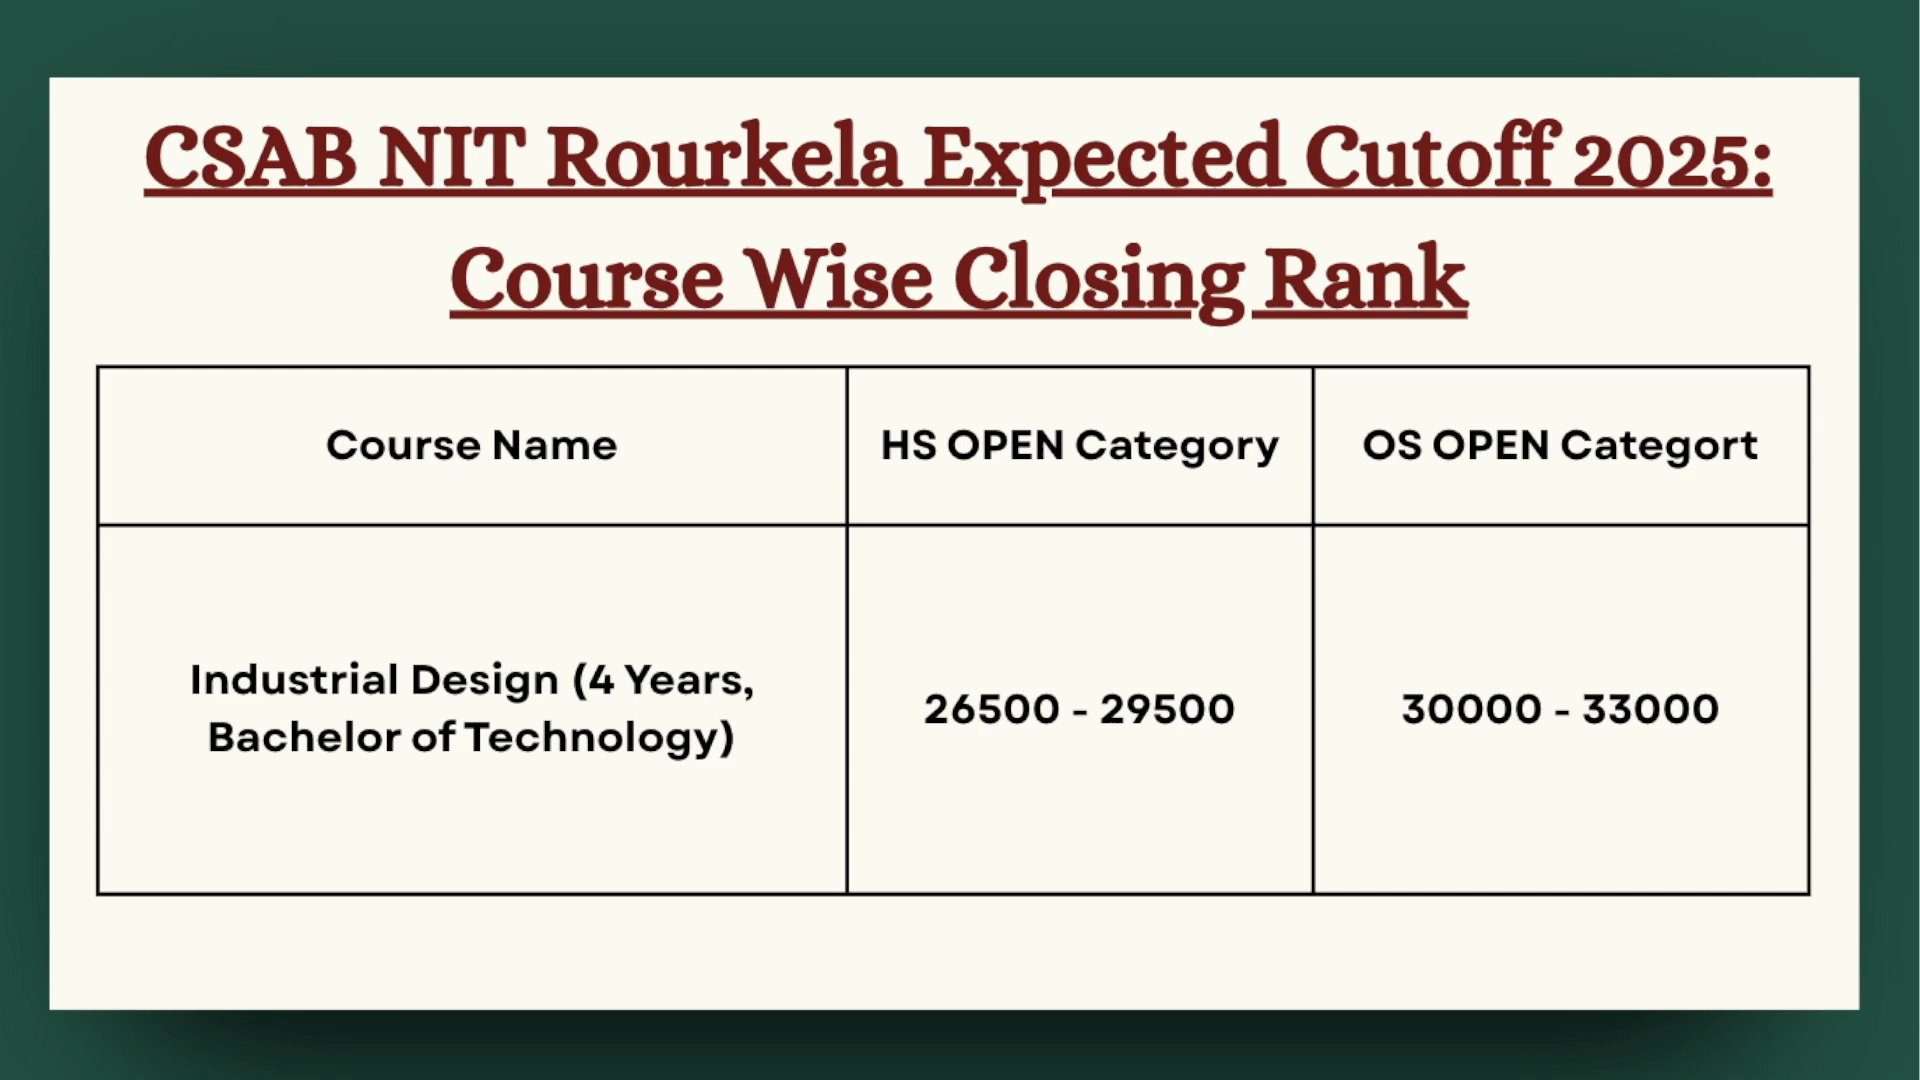 CSAB NIT Rourkela Expected Cutoff 2025:
Course Wise Closing Rank
Course Name
HS OPEN Category
OS OPEN Categort
Industrial Design (4 Years,
Bachelor of Technology)
26500 - 29500
30000 - 33000